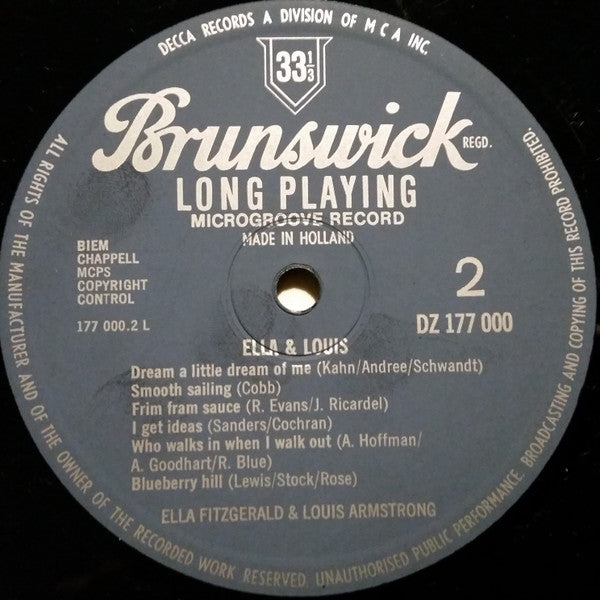 DECCA RECORDS A DIVISION OF M C A INC.
33 1/3
Brunswick REGD.
LONG PLAYING
MICROGROOVE RECORD
MADE IN HOLLAND
BIEM
CHAPPELL
MCPS
COPYRIGHT
CONTROL
177 000.2 L
2
DZ 177 000
ELLA & LOUIS
Dream a little dream of me (Kahn/Andree/Schwandt)
Smooth sailing (Cobb)
Frim fram sauce (R. Evans/J. Ricardel)
I get ideas (Sanders/Cochran)
Who walks in when I walk out (A. Hoffman/
A. Goodhart/R. Blue)
Blueberry hill (Lewis/Stock/Rose)
ELLA FITZGERALD & LOUIS ARMSTRONG
ALL RIGHTS OF THE MANUFACTURER AND OF THE OWNER OF THE RECORDED WORK RESERVED. UNAUTHORISED PUBLIC PERFORMANCE, BROADCASTING AND COPYING OF THIS RECORD PROHIBITED.